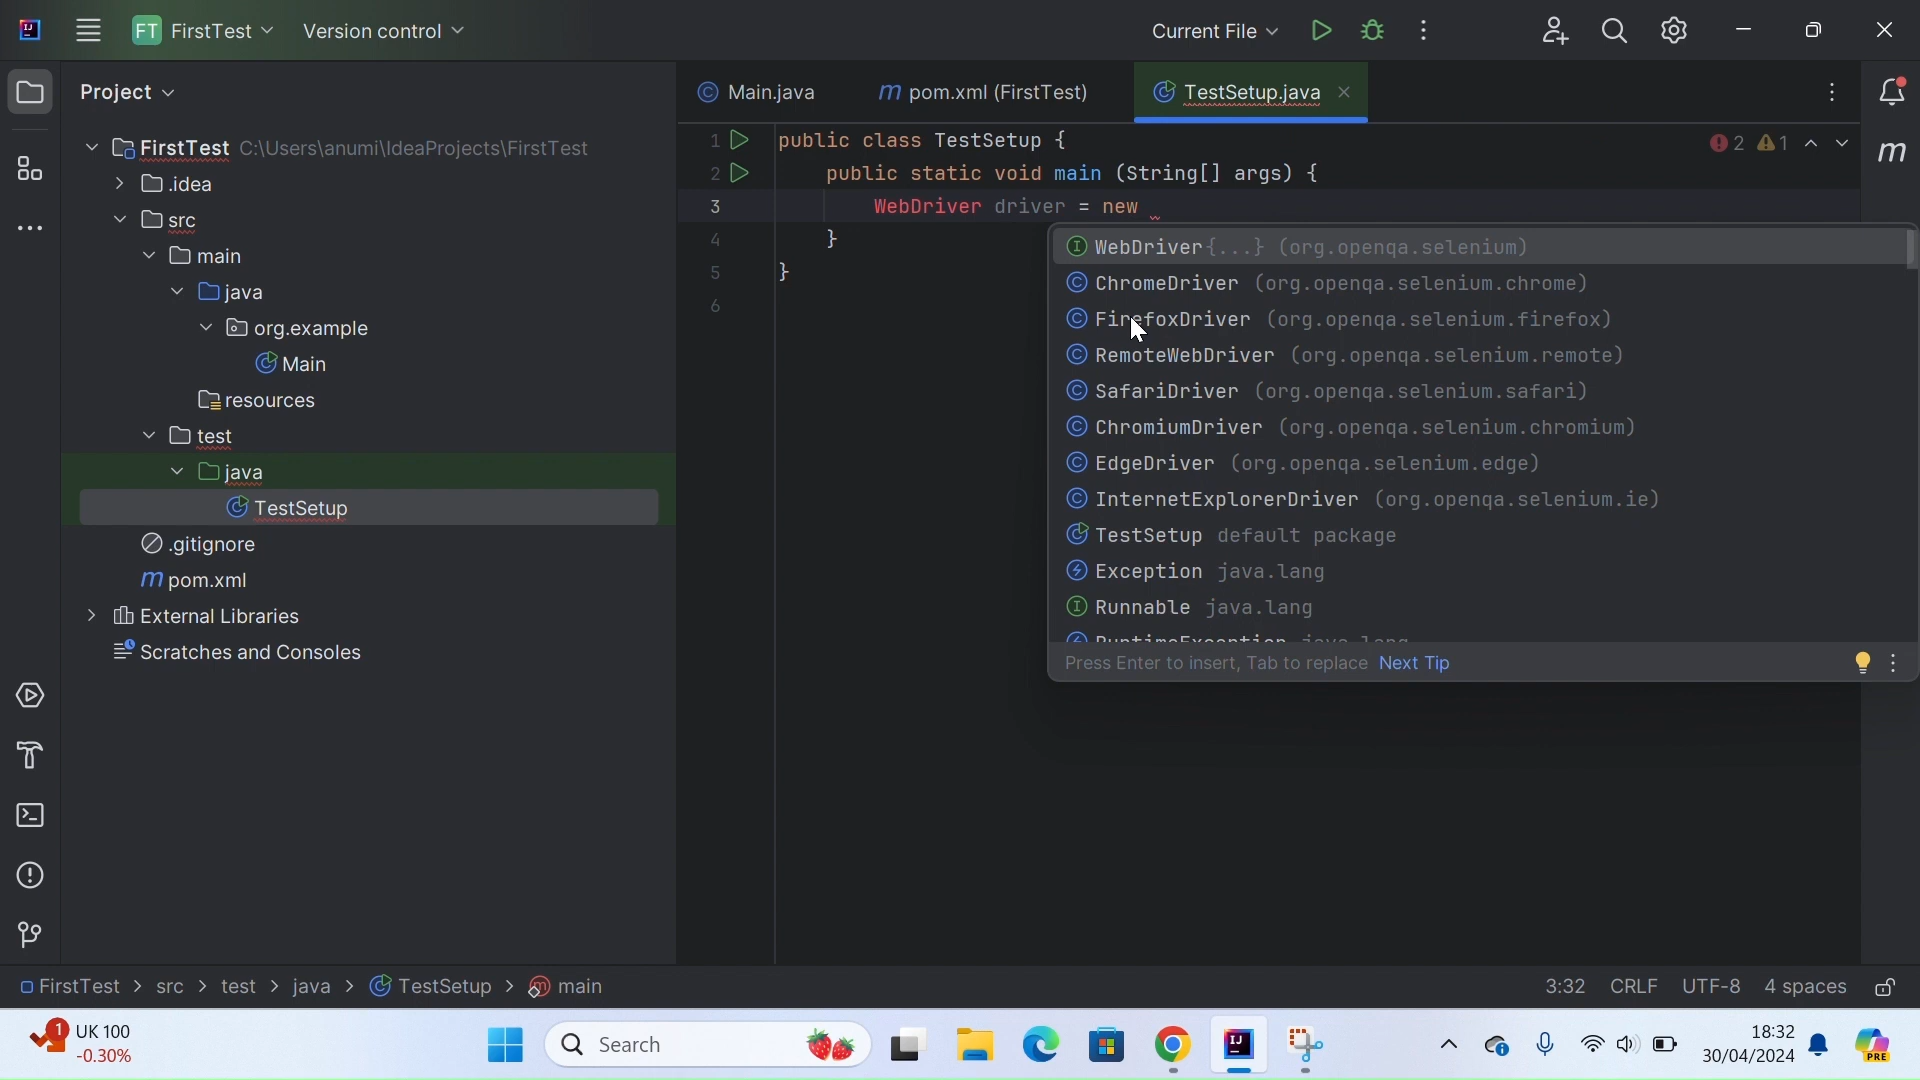 FT FirstTest Version control Current File
Project
FirstTest C:\Users\anumi\IdeaProjects\FirstTest
.idea
src
main
java
org.example
Main
resources
test
java
TestSetup
.gitignore
m pom.xml
External Libraries
Scratches and Consoles
Main.java m pom.xml (FirstTest) TestSetup.java
1 public class TestSetup {
2 public static void main (String[] args) {
3 WebDriver driver = new
4 }
5 }
6
2 1
m
WebDriver{...} (org.openqa.selenium)
ChromeDriver (org.openqa.selenium.chrome)
FirefoxDriver (org.openqa.selenium.firefox)
RemoteWebDriver (org.openqa.selenium.remote)
SafariDriver (org.openqa.selenium.safari)
ChromiumDriver (org.openqa.selenium.chromium)
EdgeDriver (org.openqa.selenium.edge)
InternetExplorerDriver (org.openqa.selenium.ie)
TestSetup default package
Exception java.lang
Runnable java.lang
RuntimeException java.lang
Press Enter to insert, Tab to replace Next Tip
FirstTest > src > test > java > TestSetup > main
3:32 CRLF UTF-8 4 spaces
1 UK 100
-0.30%
Search
18:32
30/04/2024
PRE